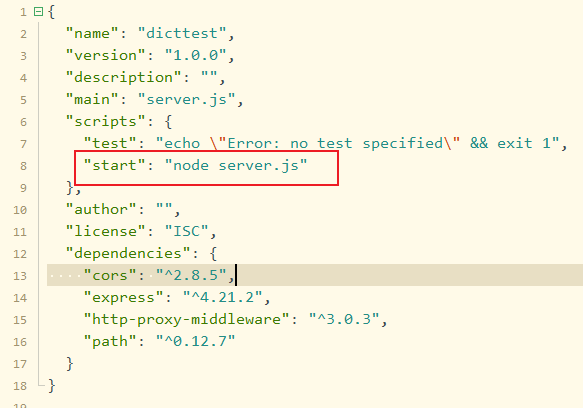 1 {
2 "name": "dicttest",
3 "version": "1.0.0",
4 "description": "",
5 "main": "server.js",
6 "scripts": {
7 "test": "echo \"Error: no test specified\" && exit 1",
8 "start": "node server.js"
9 },
10 "author": "",
11 "license": "ISC",
12 "dependencies": {
13 "cors": "^2.8.5",
14 "express": "^4.21.2",
15 "http-proxy-middleware": "^3.0.3",
16 "path": "^0.12.7"
17 }
18 }
19